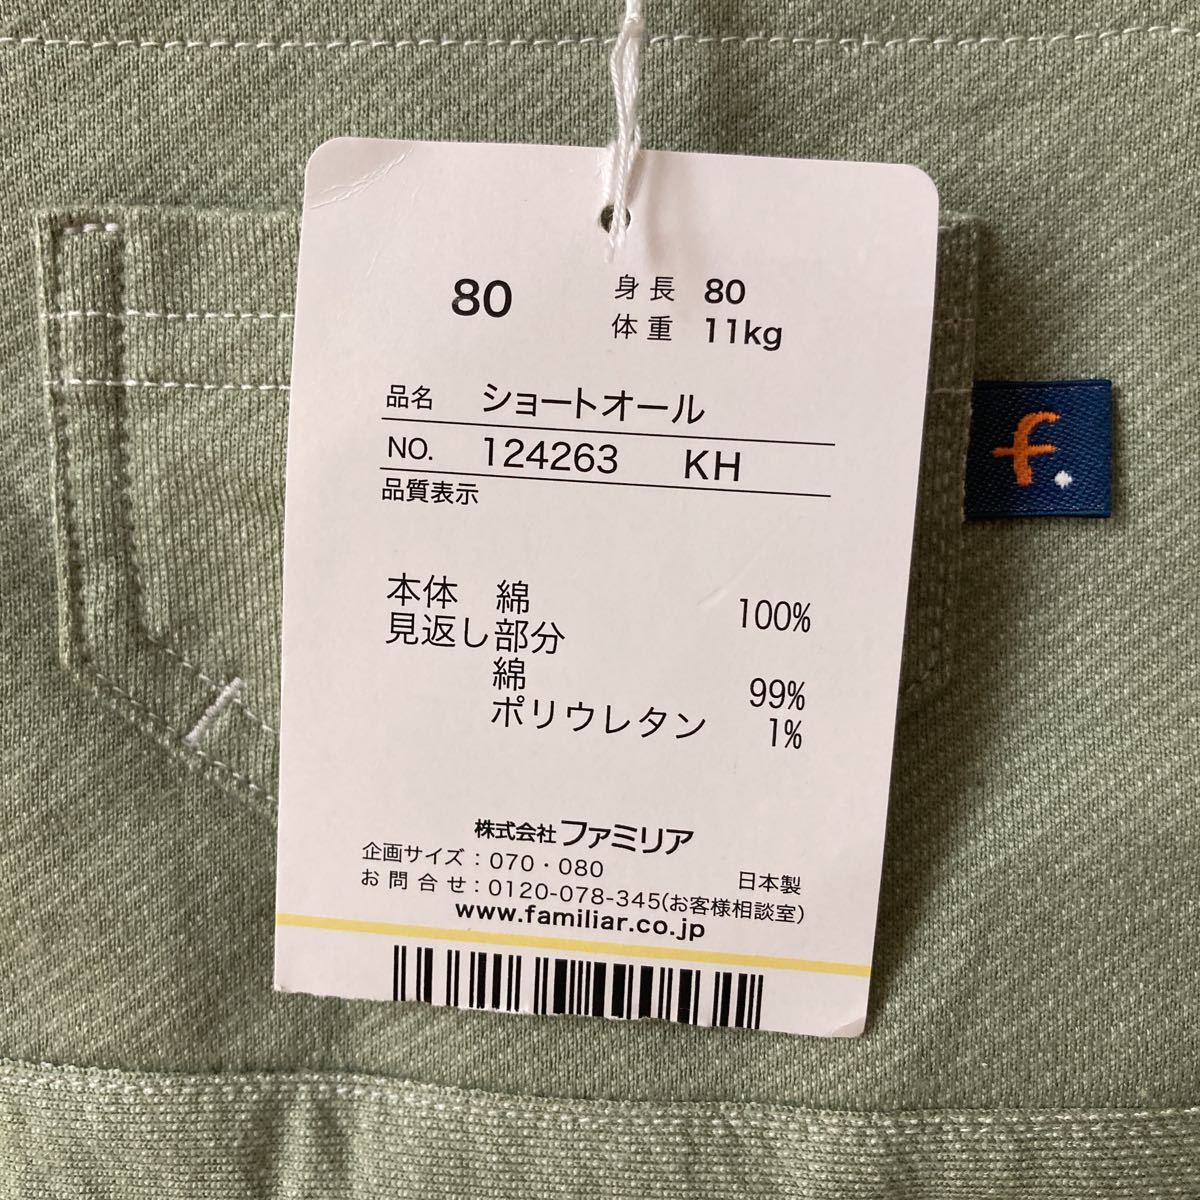 80
身長 80
体重 11kg
品名 ショートオール
NO. 124263 KH
品質表示
本体 綿 100%
見返し部分
綿 99%
ポリウレタン 1%
株式会社ファミリア
企画サイズ:070・080 日本製
お問合せ:0120-078-345(お客様相談室)
www.familiar.co.jp
f.